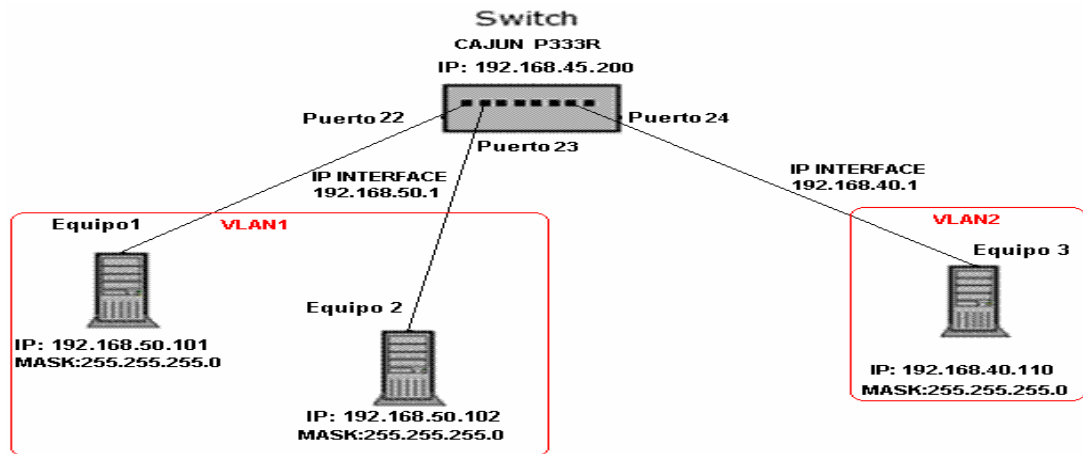 Switch
CAJUN P333R
IP: 192.168.45.200
Puerto 22
Puerto 24
Puerto 23
IP INTERFACE
192.168.50.1
IP INTERFACE
192.168.40.1
Equipo1
VLAN1
VLAN2
Equipo 3
Equipo 2
IP: 192.168.50.101
MASK:255.255.255.0
IP: 192.168.40.110
MASK:255.255.255.0
IP: 192.168.50.102
MASK:255.255.255.0